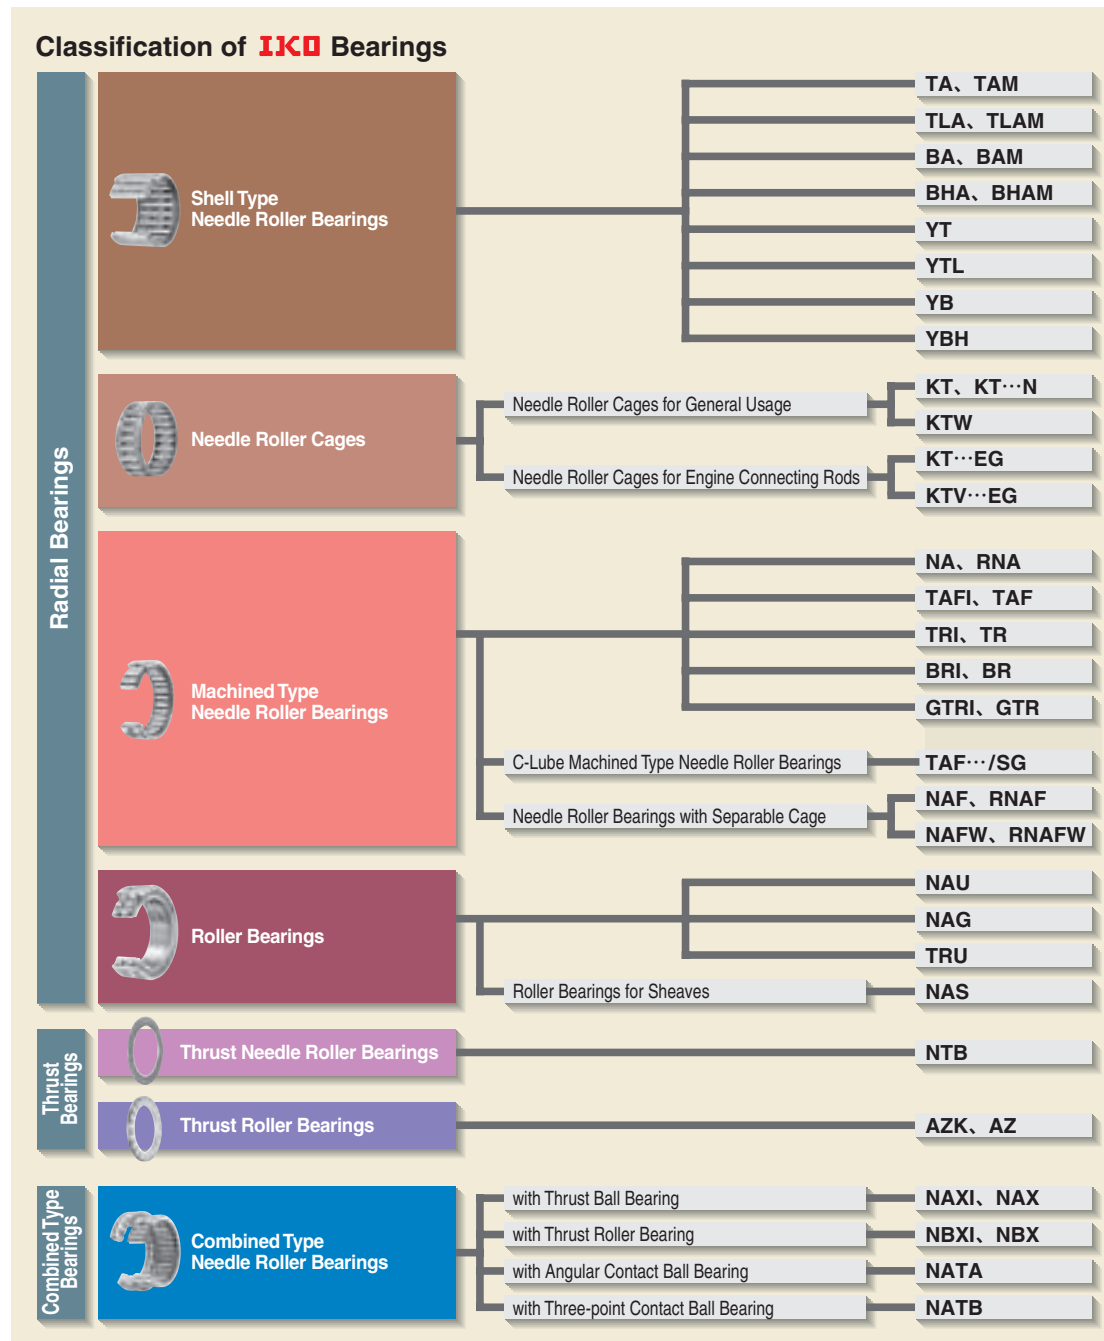 Classification of IKO Bearings
Radial Bearings
Shell Type
Needle Roller Bearings
TA、TAM
TLA、TLAM
BA、BAM
BHA、BHAM
YT
YTL
YB
YBH
Needle Roller Cages
Needle Roller Cages for General Usage
KT、KT···N
KTW
Needle Roller Cages for Engine Connecting Rods
KT···EG
KTV···EG
Machined Type
Needle Roller Bearings
NA、RNA
TAFI、TAF
TRI、TR
BRI、BR
GTRI、GTR
C-Lube Machined Type Needle Roller Bearings
TAF···/SG
Needle Roller Bearings with Separable Cage
NAF、RNAF
NAFW、RNAFW
Roller Bearings
NAU
NAG
TRU
Roller Bearings for Sheaves
NAS
Thrust
Bearings
Thrust Needle Roller Bearings
NTB
Thrust Roller Bearings
AZK、AZ
Combined Type
Bearings
Combined Type
Needle Roller Bearings
with Thrust Ball Bearing
NAXI、NAX
with Thrust Roller Bearing
NBXI、NBX
with Angular Contact Ball Bearing
NATA
with Three-point Contact Ball Bearing
NATB